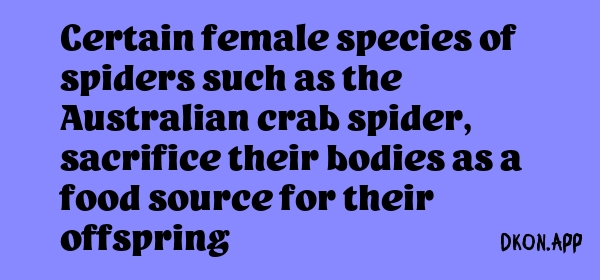 Certain female species of
spiders such as the
Australian crab spider,
sacrifice their bodies as a
food source for their
offspring
DKON.APP